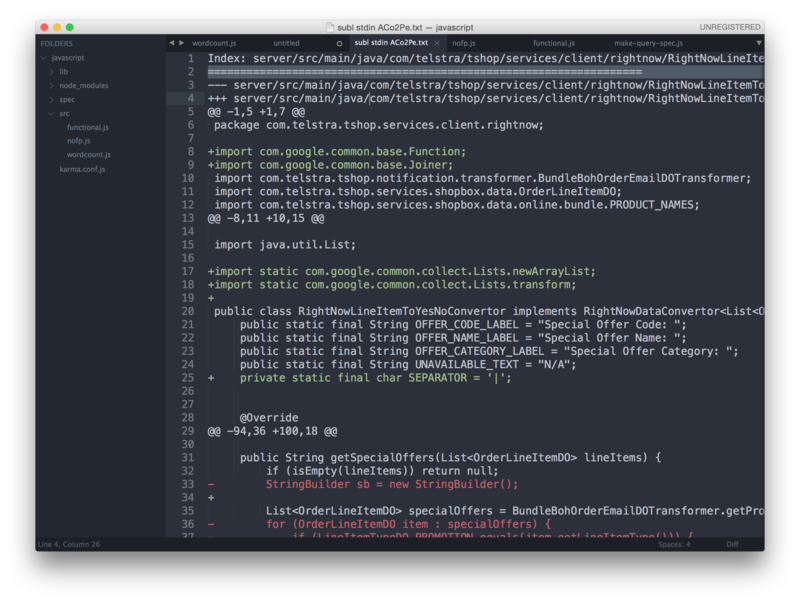 subl stdin ACo2Pe.txt — javascript
UNREGISTERED
FOLDERS
javascript
lib
node_modules
spec
src
functional.js
nofp.js
wordcount.js
karma.conf.js
wordcount.js untitled subl stdin ACo2Pe.txt nofp.js functional.js make-query-spec.js
1 Index: server/src/main/java/com/telstra/tshop/services/client/rightnow/RightNowLineIte
2 ===================================================================
3 --- server/src/main/java/com/telstra/tshop/services/client/rightnow/RightNowLineItemTo
4 +++ server/src/main/java/com/telstra/tshop/services/client/rightnow/RightNowLineItemTo
5 @@ -1,5 +1,7 @@
6 package com.telstra.tshop.services.client.rightnow;
7
8 +import com.google.common.base.Function;
9 +import com.google.common.base.Joiner;
10 import com.telstra.tshop.notification.transformer.BundleBohOrderEmailDOTransformer;
11 import com.telstra.tshop.services.shopbox.data.OrderLineItemDO;
12 import com.telstra.tshop.services.shopbox.data.online.bundle.PRODUCT_NAMES;
13 @@ -8,11 +10,15 @@
14
15 import java.util.List;
16
17 +import static com.google.common.collect.Lists.newArrayList;
18 +import static com.google.common.collect.Lists.transform;
19 +
20 public class RightNowLineItemToYesNoConvertor implements RightNowDataConvertor<List<O
21 public static final String OFFER_CODE_LABEL = "Special Offer Code: ";
22 public static final String OFFER_NAME_LABEL = "Special Offer Name: ";
23 public static final String OFFER_CATEGORY_LABEL = "Special Offer Category: ";
24 public static final String UNAVAILABLE_TEXT = "N/A";
25 + private static final char SEPARATOR = '|';
26
27
28 @Override
29 @@ -94,36 +100,18 @@
30
31 public String getSpecialOffers(List<OrderLineItemDO> lineItems) {
32 if (isEmpty(lineItems)) return null;
33 - StringBuilder sb = new StringBuilder();
34 +
35 List<OrderLineItemDO> specialOffers = BundleBohOrderEmailDOTransformer.getPro
36 - for (OrderLineItemDO item : specialOffers) {
37 - if (LineItemTypeDO.PROMOTION.equals(item.getLineItemType())) {
Line 4, Column 26
Spaces: 4
Diff